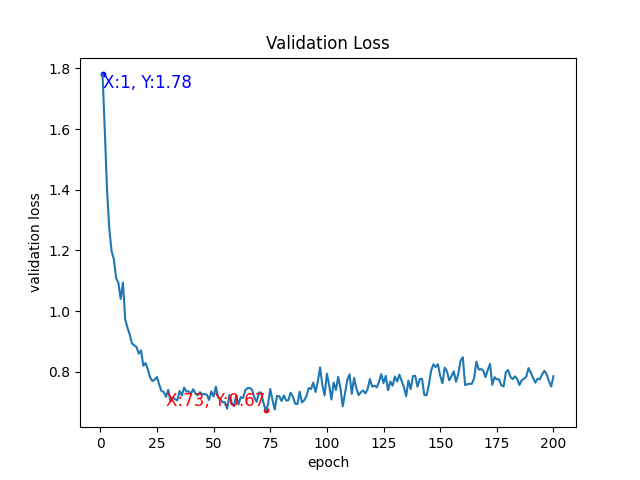 Validation Loss
1.8
X:1, Y:1.78
1.6
1.4
validation loss
1.2
1.0
0.8
X:73, Y:0.67
0 25 50 75 100 125 150 175 200
epoch